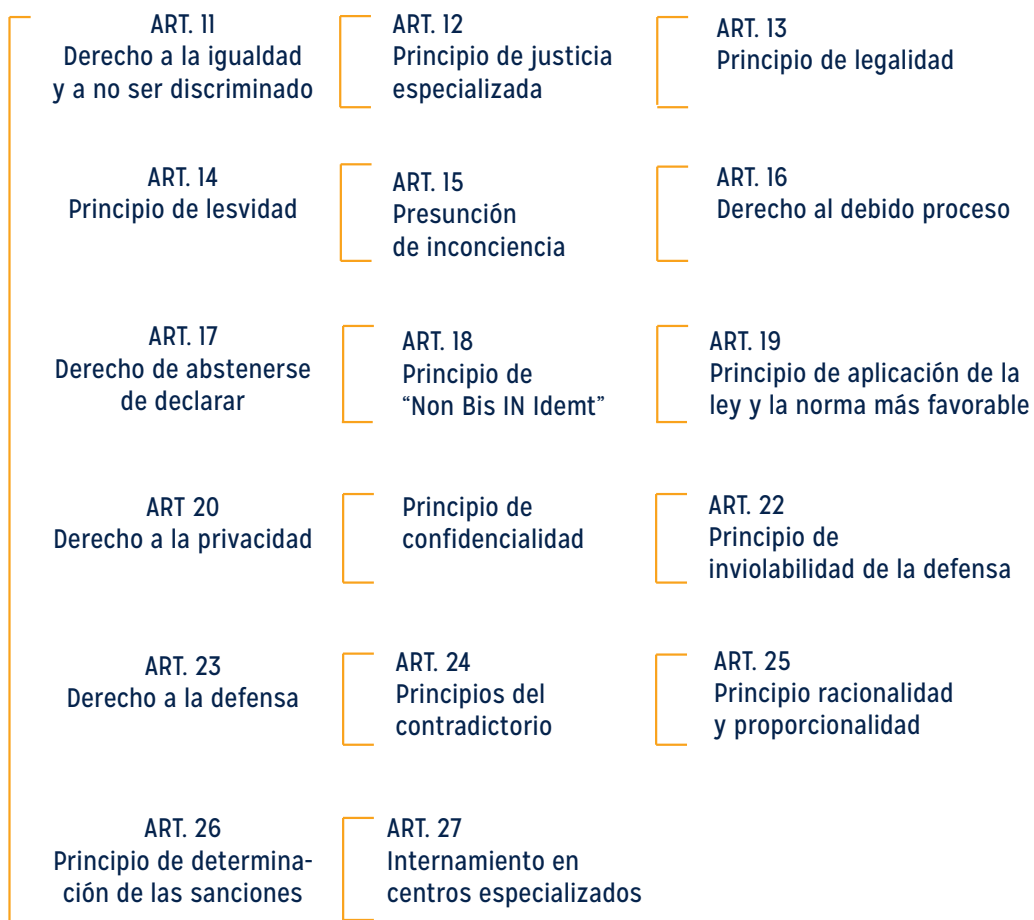 ART. 11
Derecho a la igualdad
y a no ser discriminado
ART. 12
Principio de justicia
especializada
ART. 13
Principio de legalidad
ART. 14
Principio de lesvidad
ART. 15
Presunción
de inconciencia
ART. 16
Derecho al debido proceso
ART. 17
Derecho de abstenerse
de declarar
ART. 18
Principio de
“Non Bis IN Idemt”
ART. 19
Principio de aplicación de la
ley y la norma más favorable
ART 20
Derecho a la privacidad
Principio de
confidencialidad
ART. 22
Principio de
inviolabilidad de la defensa
ART. 23
Derecho a la defensa
ART. 24
Principios del
contradictorio
ART. 25
Principio racionalidad
y proporcionalidad
ART. 26
Principio de determina-
ción de las sanciones
ART. 27
Internamiento en
centros especializados